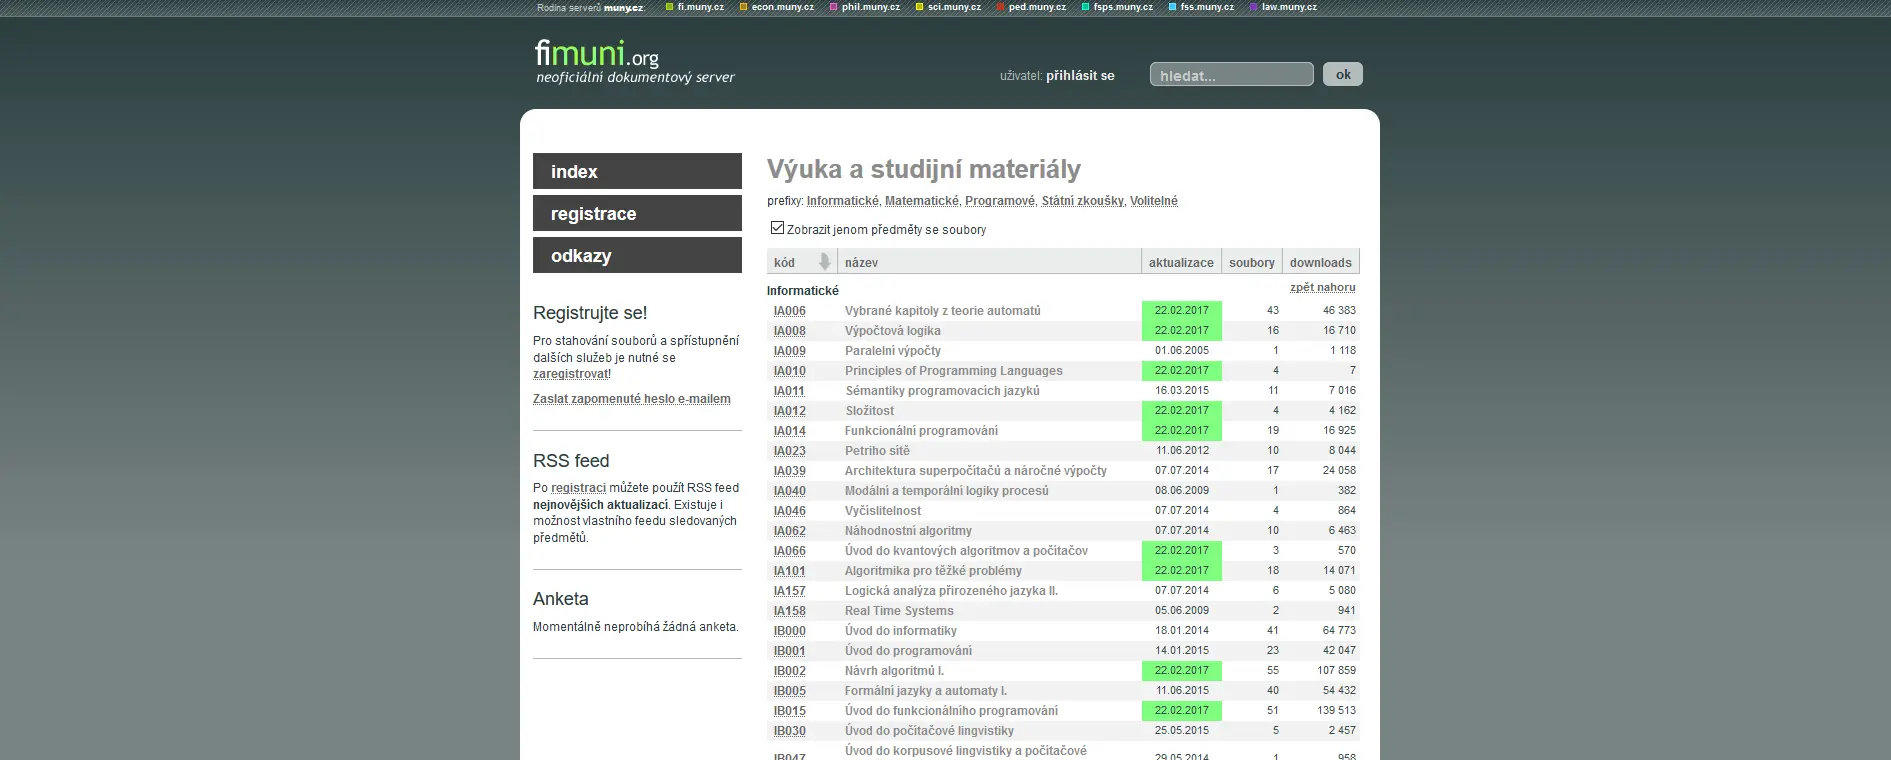 Rodina serverů muny.cz: fi.muny.cz econ.muny.cz phil.muny.cz sci.muny.cz ped.muny.cz fsps.muny.cz fss.muny.cz law.muny.cz
fimuni.org
neoficiální dokumentový server
uživatel: přihlásit se hledat... ok
index
registrace
odkazy
Registrujte se!
Pro stahování souborů a spřístupnění
dalších služeb je nutné se
zaregistrovat!
Zaslat zapomenuté heslo e-mailem
RSS feed
Po registraci můžete použít RSS feed
nejnovějších aktualizací. Existuje i
možnost vlastního feedu sledovaných
předmětů.
Anketa
Momentálně neprobíhá žádná anketa.
Výuka a studijní materiály
prefixy: Informatické, Matematické, Programové, Státní zkoušky, Volitelné
Zobrazit jenom předměty se soubory
kód název aktualizace soubory downloads
Informatické zpět nahoru
IA006 Vybrané kapitoly z teorie automatů 22.02.2017 43 46 383
IA008 Výpočtová logika 22.02.2017 16 16 710
IA009 Paralelní výpočty 01.06.2005 1 1 118
IA010 Principles of Programming Languages 22.02.2017 4 7
IA011 Sémantiky programovacích jazyků 16.03.2015 11 7 016
IA012 Složitost 22.02.2017 4 4 162
IA014 Funkcionální programování 22.02.2017 19 16 925
IA023 Petriho sítě 11.06.2012 10 8 044
IA039 Architektura superpočítačů a náročné výpočty 07.07.2014 17 24 058
IA040 Modální a temporální logiky procesů 08.06.2009 1 382
IA046 Vyčíslitelnost 07.07.2014 4 864
IA062 Náhodnostní algoritmy 07.07.2014 10 6 463
IA066 Úvod do kvantových algoritmov a počítačov 22.02.2017 3 570
IA101 Algoritmika pro těžké problémy 22.02.2017 18 14 071
IA157 Logická analýza přirozeného jazyka II. 07.07.2014 6 5 080
IA158 Real Time Systems 05.06.2009 2 941
IB000 Úvod do informatiky 18.01.2014 41 64 773
IB001 Úvod do programování 14.01.2015 23 42 047
IB002 Návrh algoritmů I. 22.02.2017 55 107 859
IB005 Formální jazyky a automaty I. 11.06.2015 40 54 432
IB015 Úvod do funkcionálního programování 22.02.2017 51 139 513
IB030 Úvod do počítačové lingvistiky 25.05.2015 5 2 457
Úvod do korpusové lingvistiky a počítačové
IB047 29.05.2014 1 958